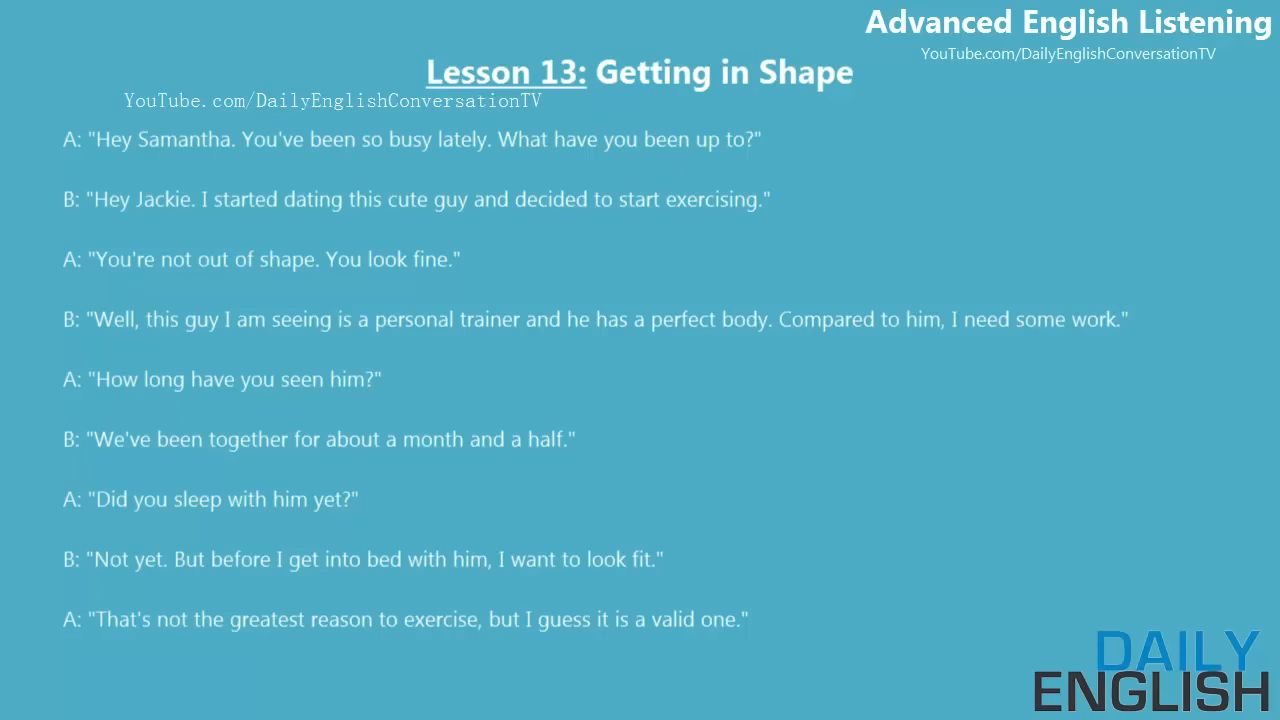 Advanced English Listening
YouTube.com/DailyEnglishConversationTV
Lesson 13: Getting in Shape
YouTube.com/DailyEnglishConversationTV
A: "Hey Samantha. You've been so busy lately. What have you been up to?"
B: "Hey Jackie. I started dating this cute guy and decided to start exercising."
A: "You're not out of shape. You look fine."
B: "Well, this guy I am seeing is a personal trainer and he has a perfect body. Compared to him, I need some work."
A: "How long have you seen him?"
B: "We've been together for about a month and a half."
A: "Did you sleep with him yet?"
B: "Not yet. But before I get into bed with him, I want to look fit."
A: "That's not the greatest reason to exercise, but I guess it is a valid one."
DAILY
ENGLISH